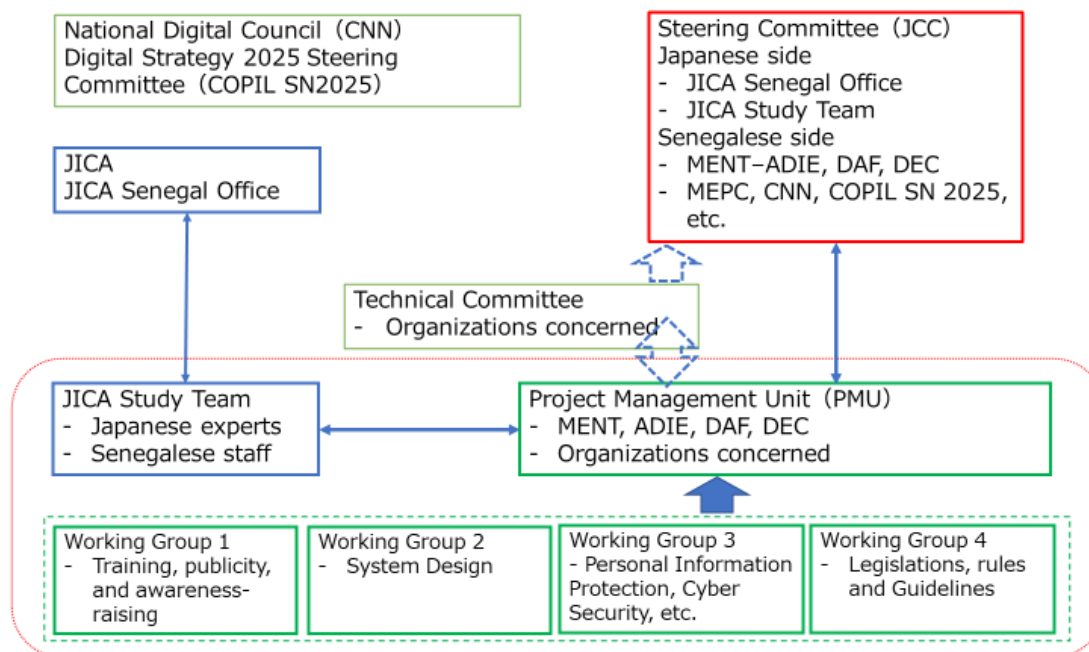 National Digital Council（CNN）
Digital Strategy 2025 Steering
Committee（COPIL SN2025）
Steering Committee（JCC）
Japanese side
- JICA Senegal Office
- JICA Study Team
Senegalese side
- MENT–ADIE, DAF, DEC
- MEPC, CNN, COPIL SN 2025,
etc.
JICA
JICA Senegal Office
Technical Committee
- Organizations concerned
JICA Study Team
- Japanese experts
- Senegalese staff
Project Management Unit（PMU）
- MENT, ADIE, DAF, DEC
- Organizations concerned
Working Group 1
- Training, publicity,
and awareness-
raising
Working Group 2
- System Design
Working Group 3
- Personal Information
Protection, Cyber
Security, etc.
Working Group 4
- Legislations, rules
and Guidelines